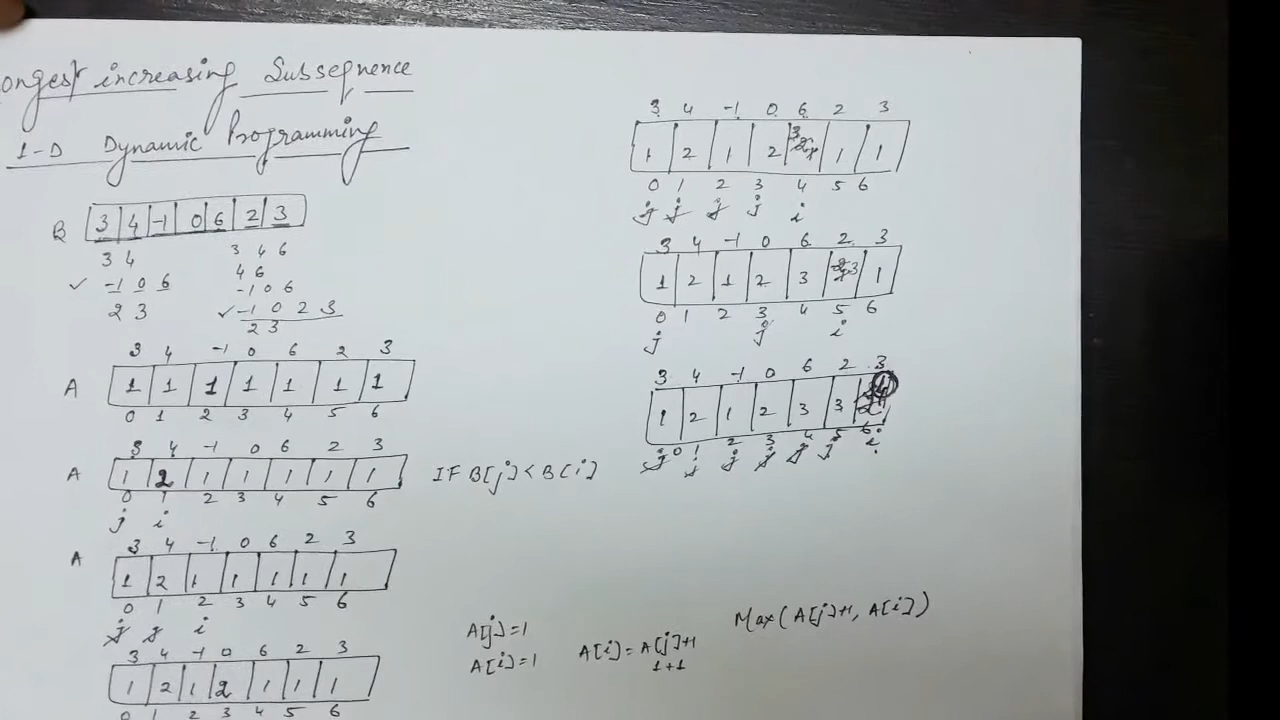 ongest increasing Subsequence
1-D Dynamic Programming
B 3 4 -1 0 6 2 3
3 4
-1 0 6
2 3
3 4 6
4 6
-1 0 6
-1 0 2 3
2 3
3 4 -1 0 6 2 3
A 1 1 1 1 1 1 1
0 1 2 3 4 5 6
3 4 -1 0 6 2 3
A 1 2 1 1 1 1 1
0 1 2 3 4 5 6
j i
IF B[j]<B[i]
3 4 -1 0 6 2 3
A 1 2 1 1 1 1 1
0 1 2 3 4 5 6
j j i
3 4 -1 0 6 2 3
1 2 1 2 1 1 1
0 1 2 3 4 5 6
A[j]=1
A[i]=1
A[i]=A[j]+1
1+1
Max(A[j]+1, A[i])
3 4 -1 0 6 2 3
1 2 1 2 3 1 1
0 1 2 3 4 5 6
j j j j i
3 4 -1 0 6 2 3
1 2 1 2 3 3 1
0 1 2 3 4 5 6
j j i
3 4 -1 0 6 2 3
1 2 1 2 3 3 4
0 1 2 3 4 5 6
j j j j j j i